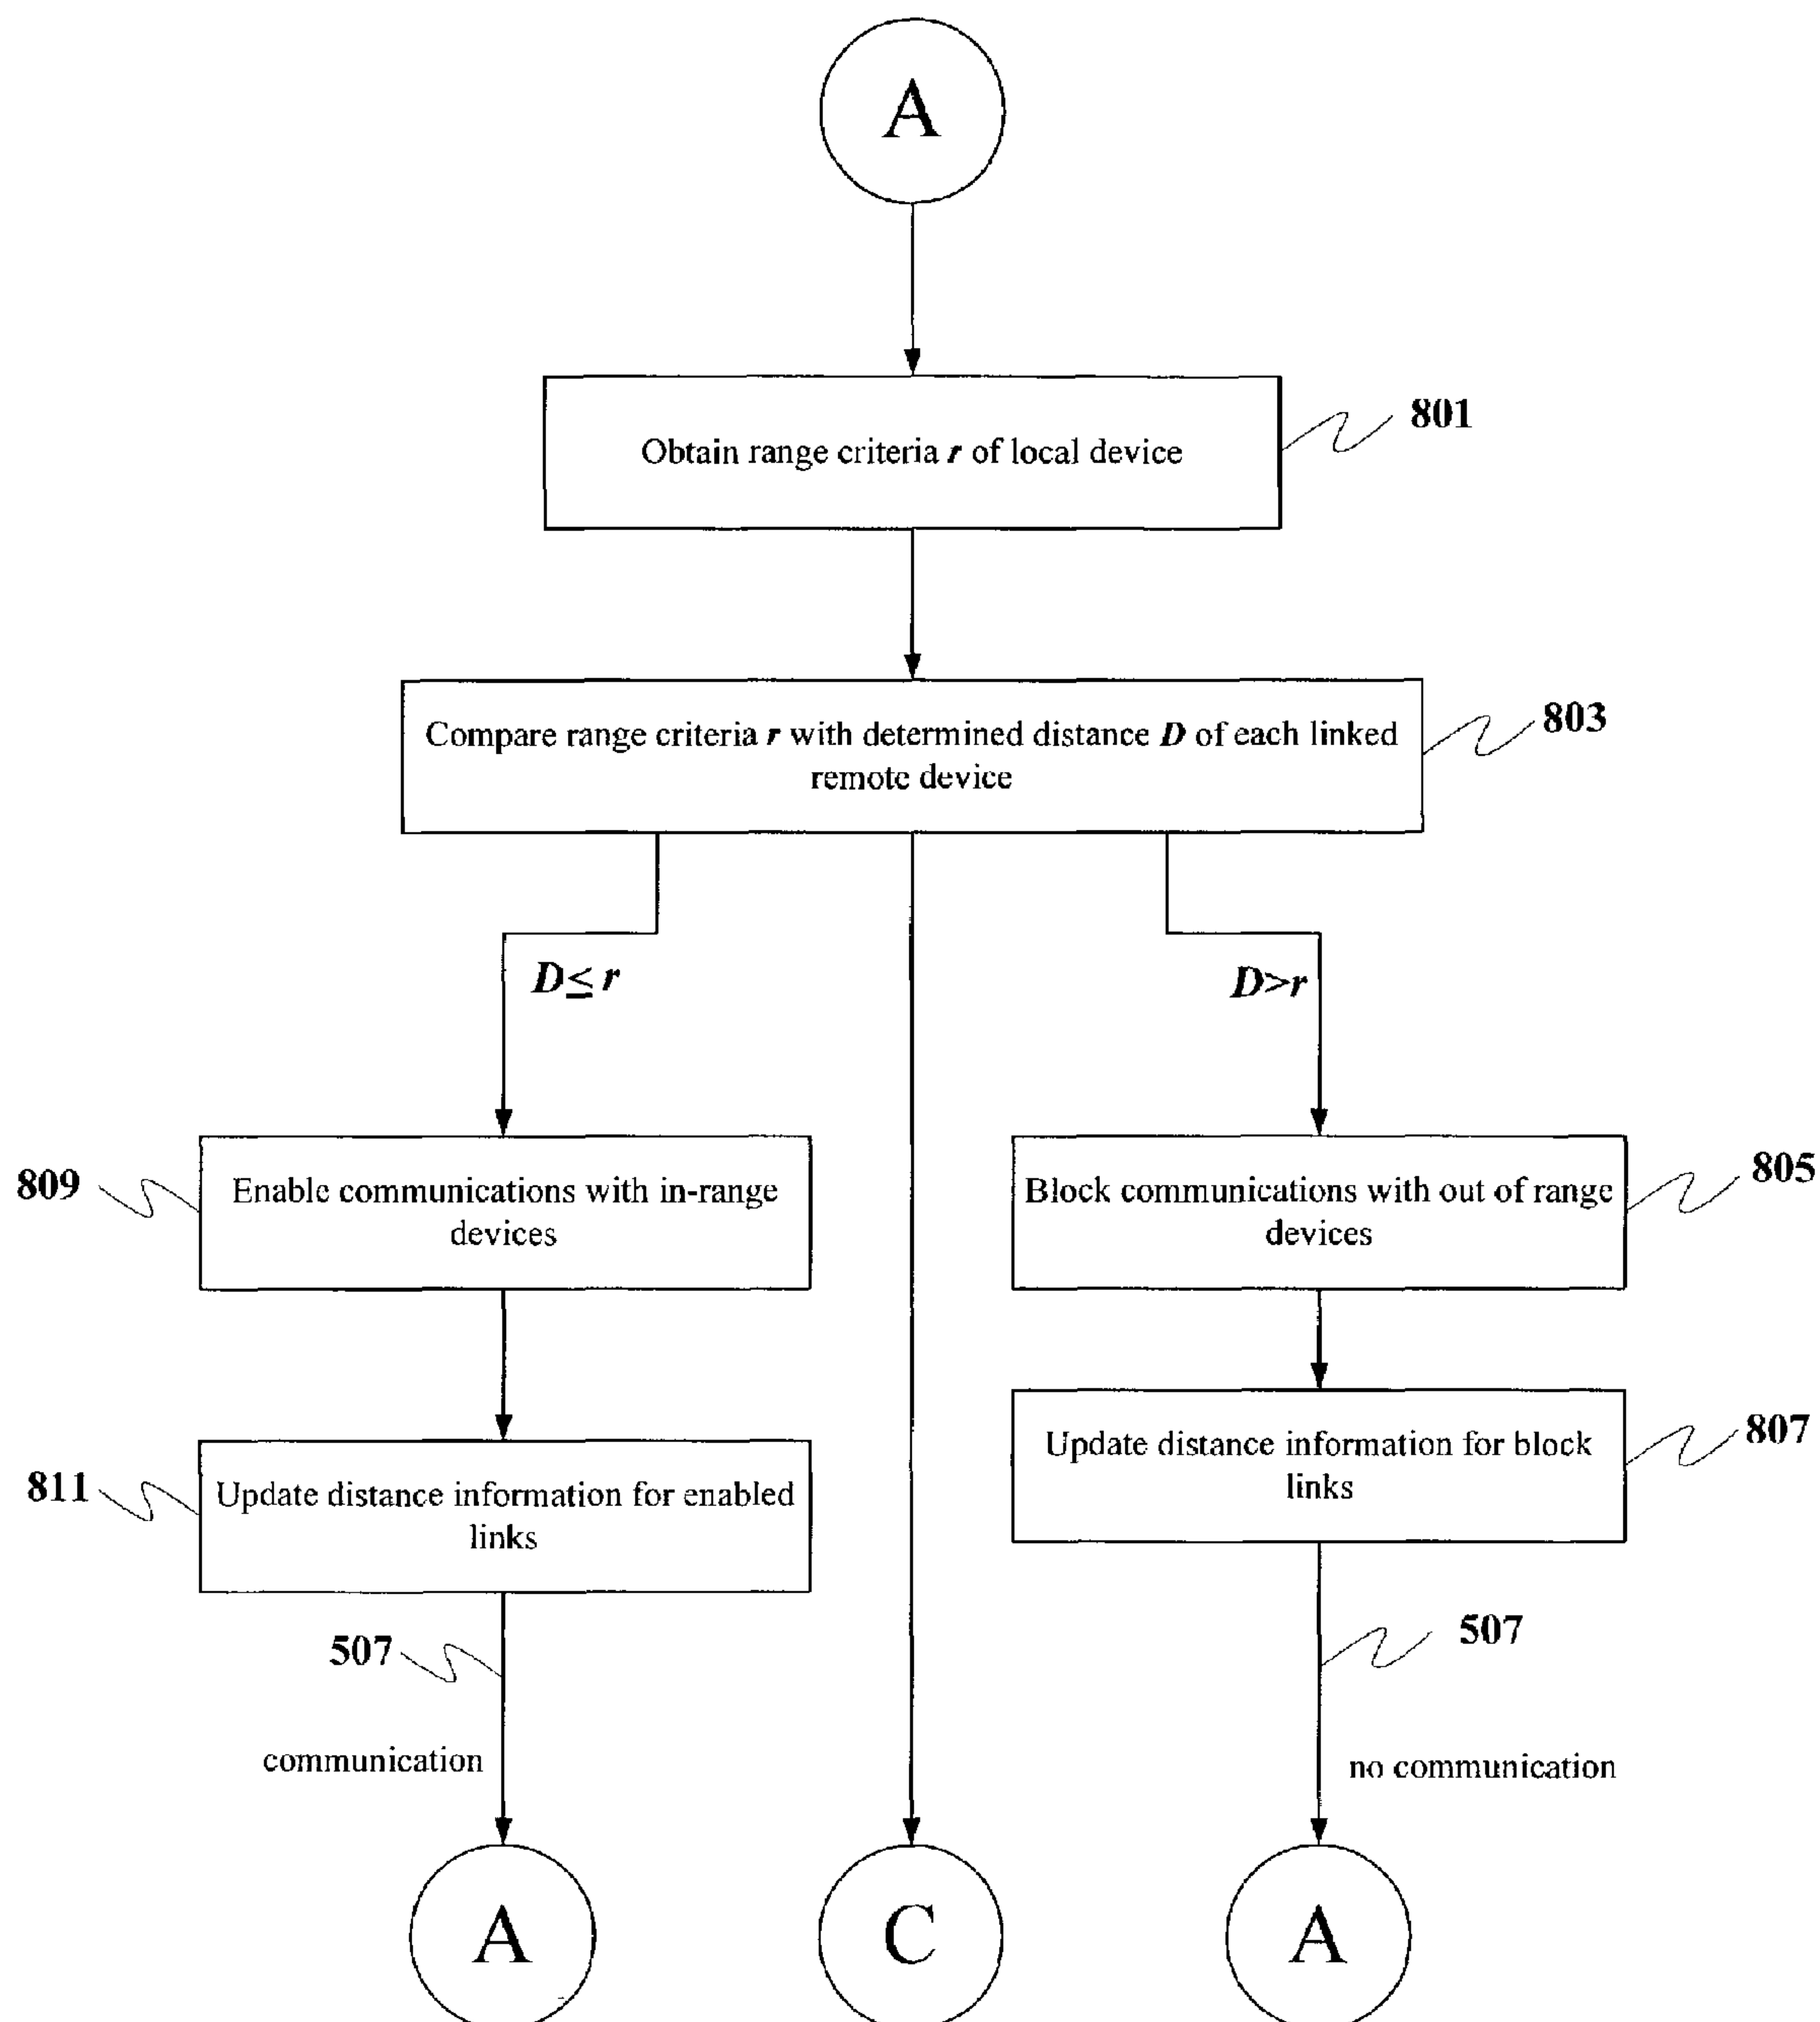 A
Obtain range criteria r of local device
801
Compare range criteria r with determined distance D of each linked
remote device
803
D≤ r
D>r
809
Enable communications with in-range
devices
Block communications with out of range
devices
805
811
Update distance information for enabled
links
Update distance information for block
links
807
507
507
communication
no communication
A
C
A